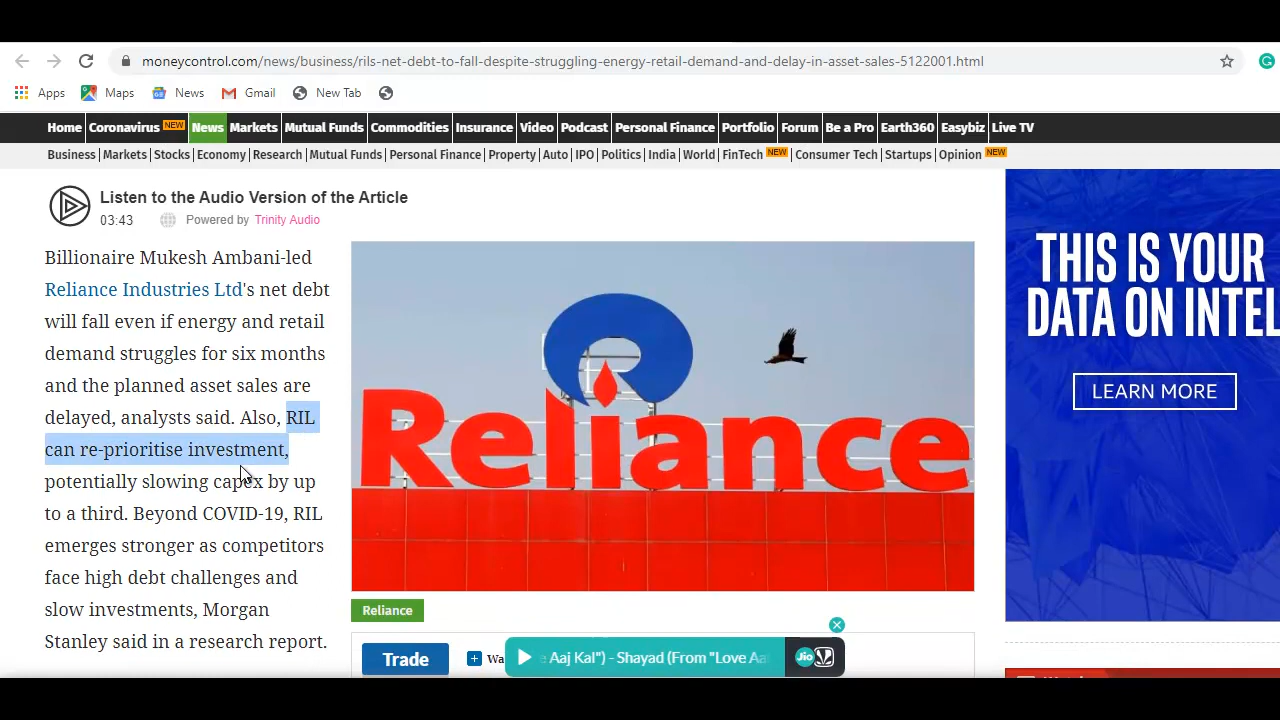 moneycontrol.com/news/business/rils-net-debt-to-fall-despite-struggling-energy-retail-demand-and-delay-in-asset-sales-5122001.html
Apps Maps News Gmail New Tab
Home Coronavirus NEW News Markets Mutual Funds Commodities Insurance Video Podcast Personal Finance Portfolio Forum Be a Pro Earth360 Easybiz Live TV
Business Markets Stocks Economy Research Mutual Funds Personal Finance Property Auto IPO Politics India World FinTech NEW Consumer Tech Startups Opinion NEW
Listen to the Audio Version of the Article
03:43 Powered by Trinity Audio
Billionaire Mukesh Ambani-led
Reliance Industries Ltd's net debt
will fall even if energy and retail
demand struggles for six months
and the planned asset sales are
delayed, analysts said. Also, RIL
can re-prioritise investment,
potentially slowing capex by up
to a third. Beyond COVID-19, RIL
emerges stronger as competitors
face high debt challenges and
slow investments, Morgan
Stanley said in a research report.
Reliance
Reliance
Trade
Aaj Kal") - Shayad (From "Love Aa
Jio
THIS IS YOUR
DATA ON INTEL
LEARN MORE